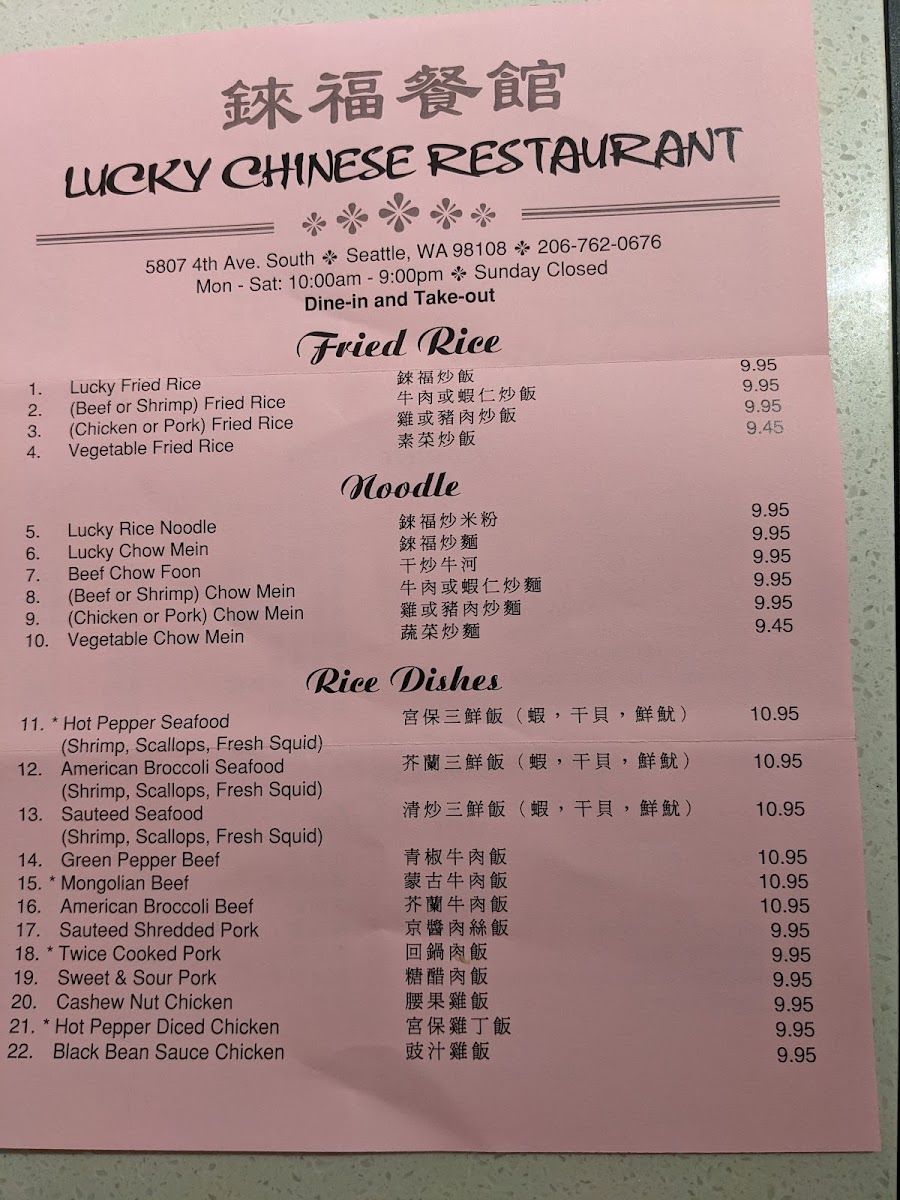 錸福餐館
LUCKY CHINESE RESTAURANT
5807 4th Ave. South ❉ Seattle, WA 98108 ❉ 206-762-0676
Mon - Sat: 10:00am - 9:00pm ❉ Sunday Closed
Dine-in and Take-out
Fried Rice
1. Lucky Fried Rice 錸福炒飯 9.95
2. (Beef or Shrimp) Fried Rice 牛肉或蝦仁炒飯 9.95
3. (Chicken or Pork) Fried Rice 雞或豬肉炒飯 9.95
4. Vegetable Fried Rice 素菜炒飯 9.45
Noodle
5. Lucky Rice Noodle 錸福炒米粉 9.95
6. Lucky Chow Mein 錸福炒麵 9.95
7. Beef Chow Foon 干炒牛河 9.95
8. (Beef or Shrimp) Chow Mein 牛肉或蝦仁炒麵 9.95
9. (Chicken or Pork) Chow Mein 雞或豬肉炒麵 9.95
10. Vegetable Chow Mein 蔬菜炒麵 9.45
Rice Dishes
11. * Hot Pepper Seafood 宮保三鮮飯（蝦，干貝，鮮魷） 10.95
(Shrimp, Scallops, Fresh Squid)
12. American Broccoli Seafood 芥蘭三鮮飯（蝦，干貝，鮮魷） 10.95
(Shrimp, Scallops, Fresh Squid)
13. Sauteed Seafood 清炒三鮮飯（蝦，干貝，鮮魷） 10.95
(Shrimp, Scallops, Fresh Squid)
14. Green Pepper Beef 青椒牛肉飯 10.95
15. * Mongolian Beef 蒙古牛肉飯 10.95
16. American Broccoli Beef 芥蘭牛肉飯 10.95
17. Sauteed Shredded Pork 京醬肉絲飯 9.95
18. * Twice Cooked Pork 回鍋肉飯 9.95
19. Sweet & Sour Pork 糖醋肉飯 9.95
20. Cashew Nut Chicken 腰果雞飯 9.95
21. * Hot Pepper Diced Chicken 宮保雞丁飯 9.95
22. Black Bean Sauce Chicken 豉汁雞飯 9.95